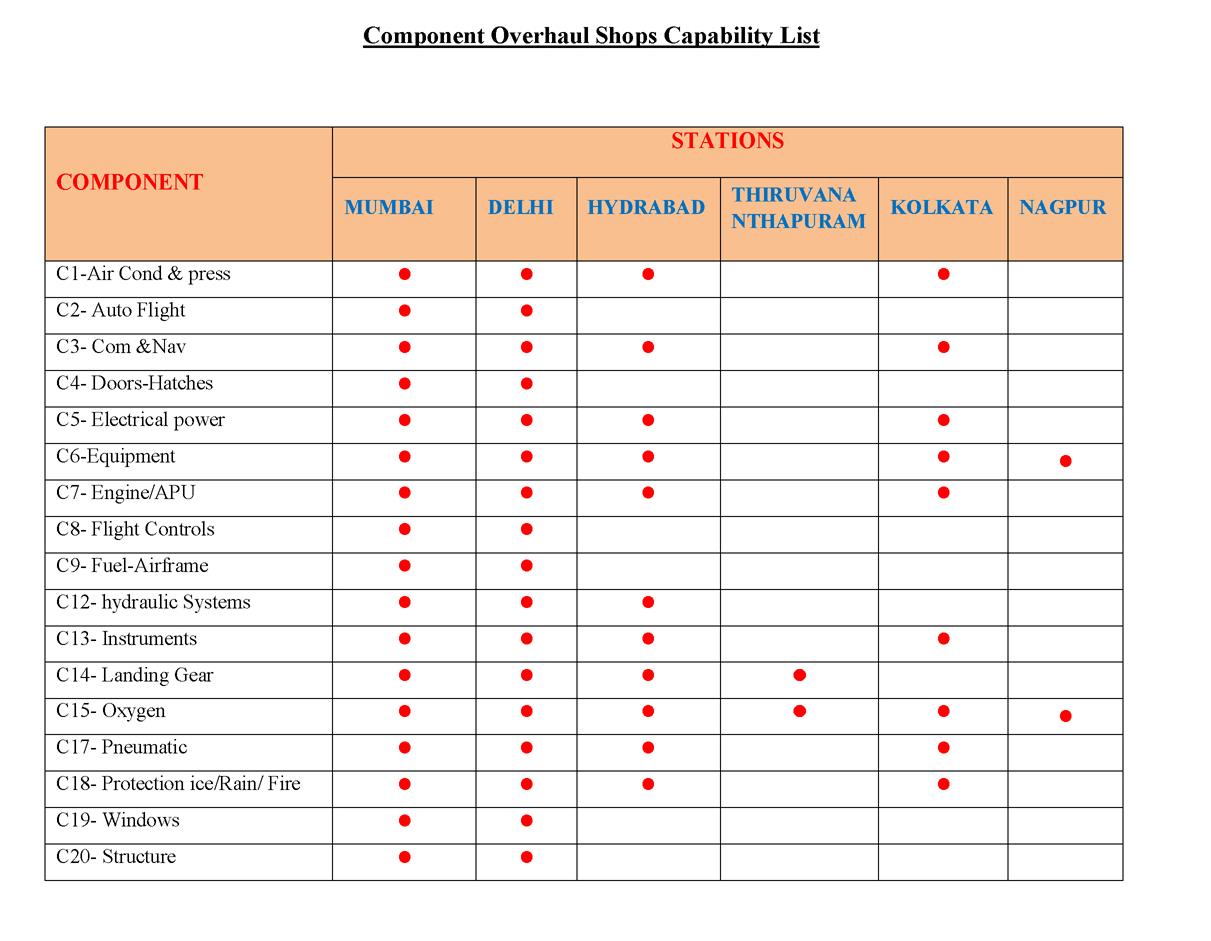 Component Overhaul Shops Capability List
STATIONS
COMPONENT
MUMBAI DELHI HYDRABAD THIRUVANA NTHAPURAM KOLKATA NAGPUR
C1-Air Cond & press ● ● ● ●
C2- Auto Flight ● ●
C3- Com &Nav ● ● ● ●
C4- Doors-Hatches ● ●
C5- Electrical power ● ● ● ●
C6-Equipment ● ● ● ● ●
C7- Engine/APU ● ● ● ●
C8- Flight Controls ● ●
C9- Fuel-Airframe ● ●
C12- hydraulic Systems ● ● ●
C13- Instruments ● ● ● ●
C14- Landing Gear ● ● ● ●
C15- Oxygen ● ● ● ● ● ●
C17- Pneumatic ● ● ● ●
C18- Protection ice/Rain/ Fire ● ● ● ●
C19- Windows ● ●
C20- Structure ● ●